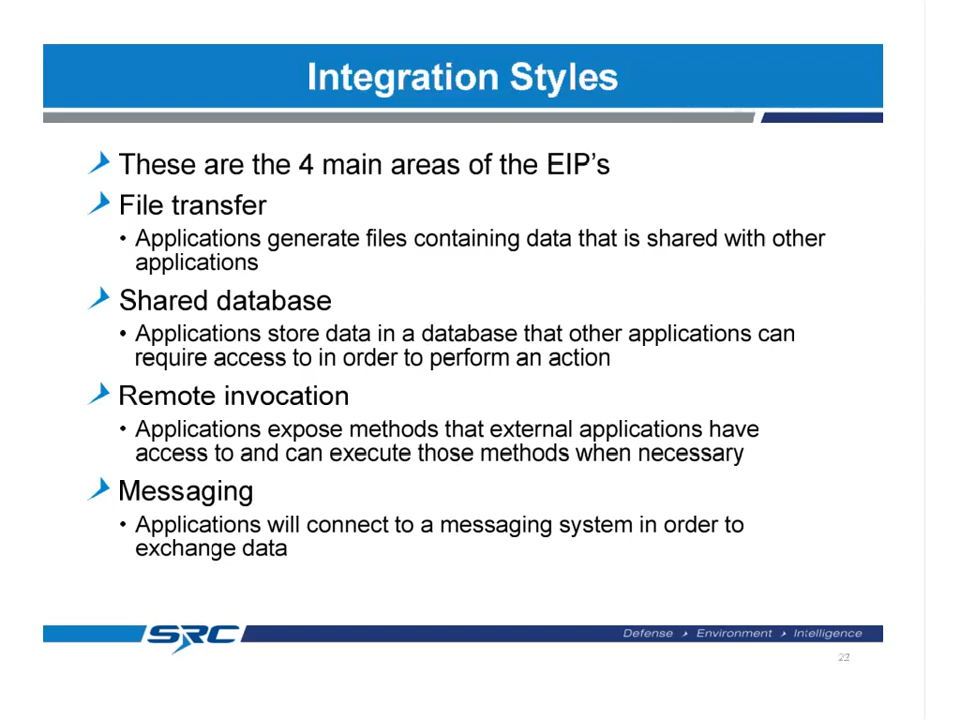 Integration Styles
These are the 4 main areas of the EIP's
File transfer
• Applications generate files containing data that is shared with other
applications
Shared database
• Applications store data in a database that other applications can
require access to in order to perform an action
Remote invocation
• Applications expose methods that external applications have
access to and can execute those methods when necessary
Messaging
• Applications will connect to a messaging system in order to
exchange data
SRC
Defense Environment Intelligence